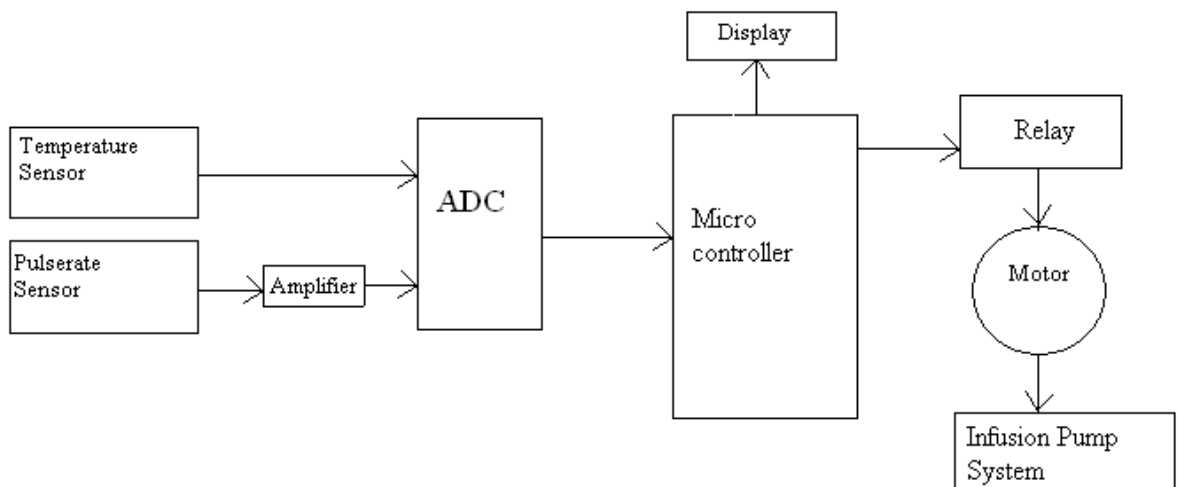 Display
Temperature
Sensor
Pulserate
Sensor
Amplifier
ADC
Micro
controller
Relay
Motor
Infusion Pump
System